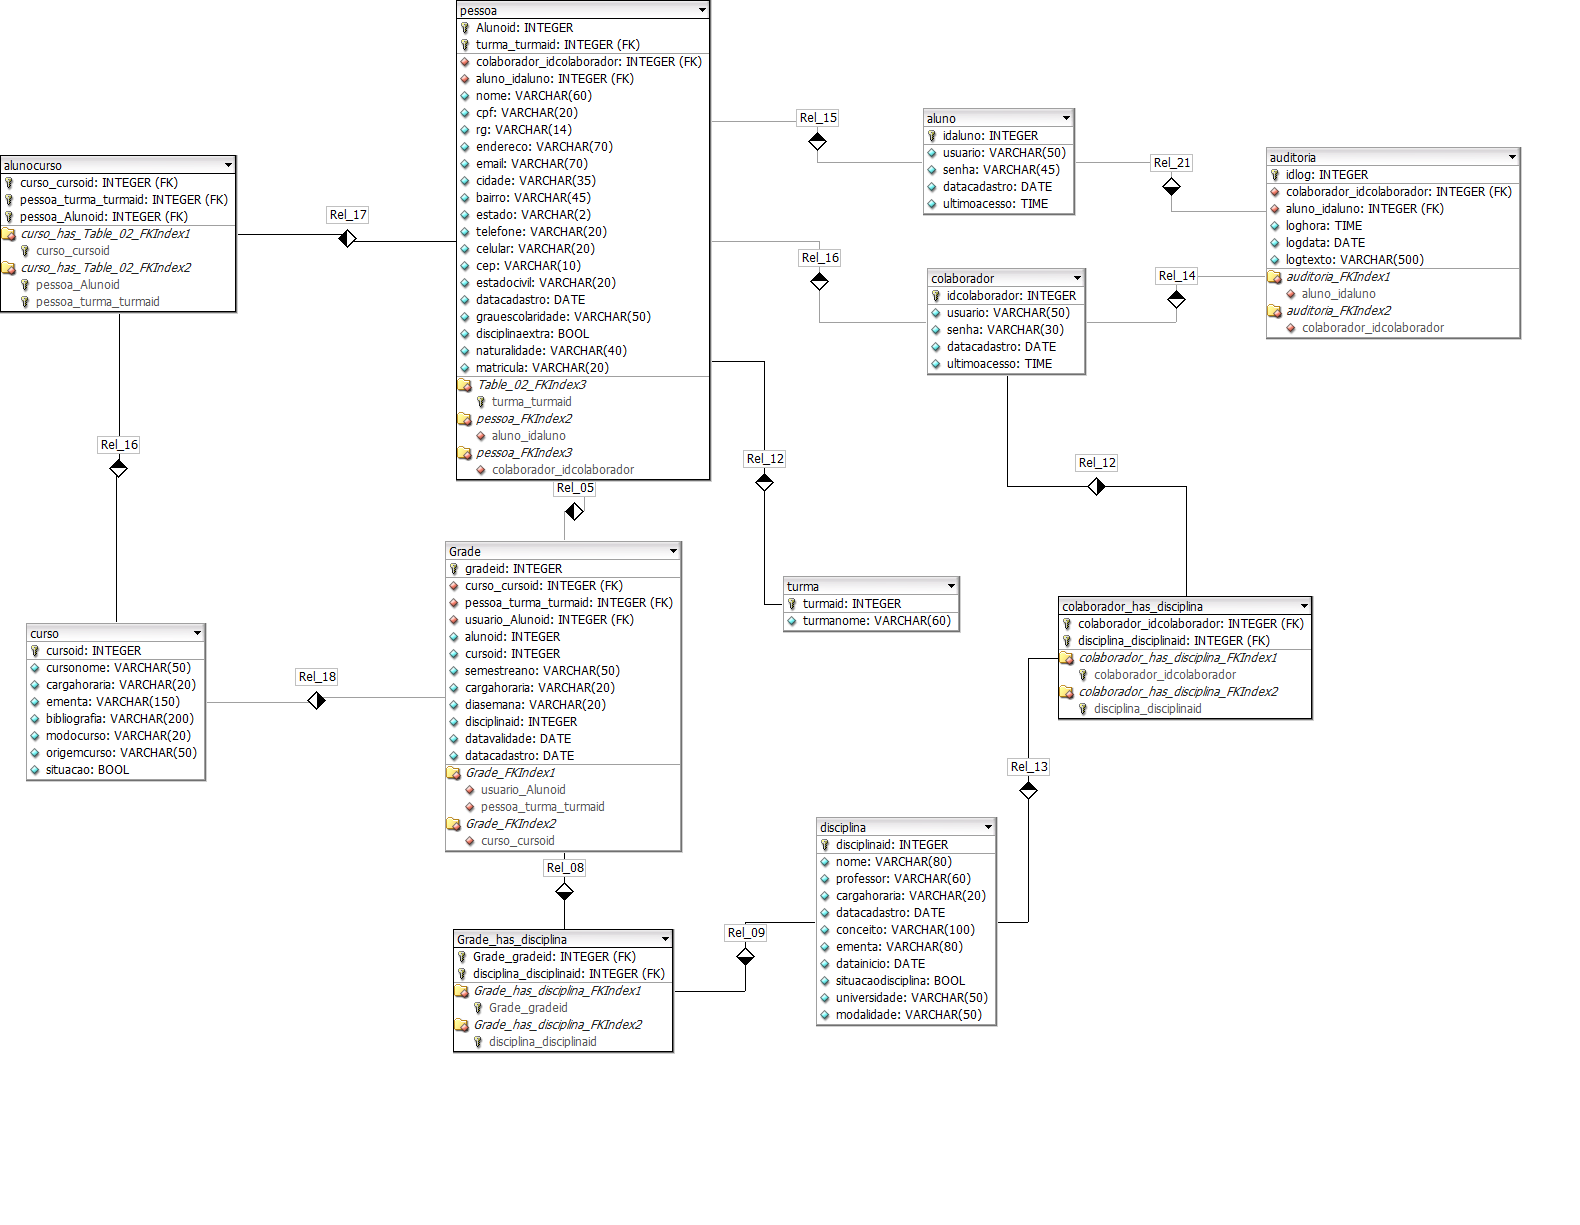 pessoa
Alunoid: INTEGER
turma_turmaid: INTEGER (FK)
colaborador_idcolaborador: INTEGER (FK)
aluno_idaluno: INTEGER (FK)
nome: VARCHAR(60)
cpf: VARCHAR(20)
rg: VARCHAR(14)
endereco: VARCHAR(70)
email: VARCHAR(70)
cidade: VARCHAR(35)
bairro: VARCHAR(45)
estado: VARCHAR(2)
telefone: VARCHAR(20)
celular: VARCHAR(20)
cep: VARCHAR(10)
estadocivil: VARCHAR(20)
datacadastro: DATE
grauescolaridade: VARCHAR(50)
disciplinaextra: BOOL
naturalidade: VARCHAR(40)
matricula: VARCHAR(20)
Table_02_FKIndex3
turma_turmaid
pessoa_FKIndex2
aluno_idaluno
pessoa_FKIndex3
colaborador_idcolaborador
Rel_15
aluno
idaluno: INTEGER
usuario: VARCHAR(50)
senha: VARCHAR(45)
datacadastro: DATE
ultimoacesso: TIME
Rel_21
auditoria
idlog: INTEGER
colaborador_idcolaborador: INTEGER (FK)
aluno_idaluno: INTEGER (FK)
loghora: TIME
logdata: DATE
logtexto: VARCHAR(500)
auditoria_FKIndex1
aluno_idaluno
auditoria_FKIndex2
colaborador_idcolaborador
alunocurso
curso_cursoid: INTEGER (FK)
pessoa_turma_turmaid: INTEGER (FK)
pessoa_Alunoid: INTEGER (FK)
curso_has_Table_02_FKIndex1
curso_cursoid
curso_has_Table_02_FKIndex2
pessoa_Alunoid
pessoa_turma_turmaid
Rel_17
Rel_16
colaborador
idcolaborador: INTEGER
usuario: VARCHAR(50)
senha: VARCHAR(30)
datacadastro: DATE
ultimoacesso: TIME
Rel_14
Rel_16
Rel_12
Rel_12
Rel_05
Grade
gradeid: INTEGER
curso_cursoid: INTEGER (FK)
pessoa_turma_turmaid: INTEGER (FK)
usuario_Alunoid: INTEGER (FK)
alunoid: INTEGER
cursoid: INTEGER
semestreano: VARCHAR(50)
cargahoraria: VARCHAR(20)
diasemana: VARCHAR(20)
disciplinaid: INTEGER
datavalidade: DATE
datacadastro: DATE
Grade_FKIndex1
usuario_Alunoid
pessoa_turma_turmaid
Grade_FKIndex2
curso_cursoid
turma
turmaid: INTEGER
turmanome: VARCHAR(60)
colaborador_has_disciplina
colaborador_idcolaborador: INTEGER (FK)
disciplina_disciplinaid: INTEGER (FK)
colaborador_has_disciplina_FKIndex1
colaborador_idcolaborador
colaborador_has_disciplina_FKIndex2
disciplina_disciplinaid
curso
cursoid: INTEGER
cursonome: VARCHAR(50)
cargahoraria: VARCHAR(20)
ementa: VARCHAR(150)
bibliografia: VARCHAR(200)
modocurso: VARCHAR(20)
origemcurso: VARCHAR(50)
situacao: BOOL
Rel_18
Rel_13
disciplina
disciplinaid: INTEGER
nome: VARCHAR(80)
professor: VARCHAR(60)
cargahoraria: VARCHAR(20)
datacadastro: DATE
conceito: VARCHAR(100)
ementa: VARCHAR(80)
datainicio: DATE
situacaodisciplina: BOOL
universidade: VARCHAR(50)
modalidade: VARCHAR(50)
Rel_08
Rel_09
Grade_has_disciplina
Grade_gradeid: INTEGER (FK)
disciplina_disciplinaid: INTEGER (FK)
Grade_has_disciplina_FKIndex1
Grade_gradeid
Grade_has_disciplina_FKIndex2
disciplina_disciplinaid